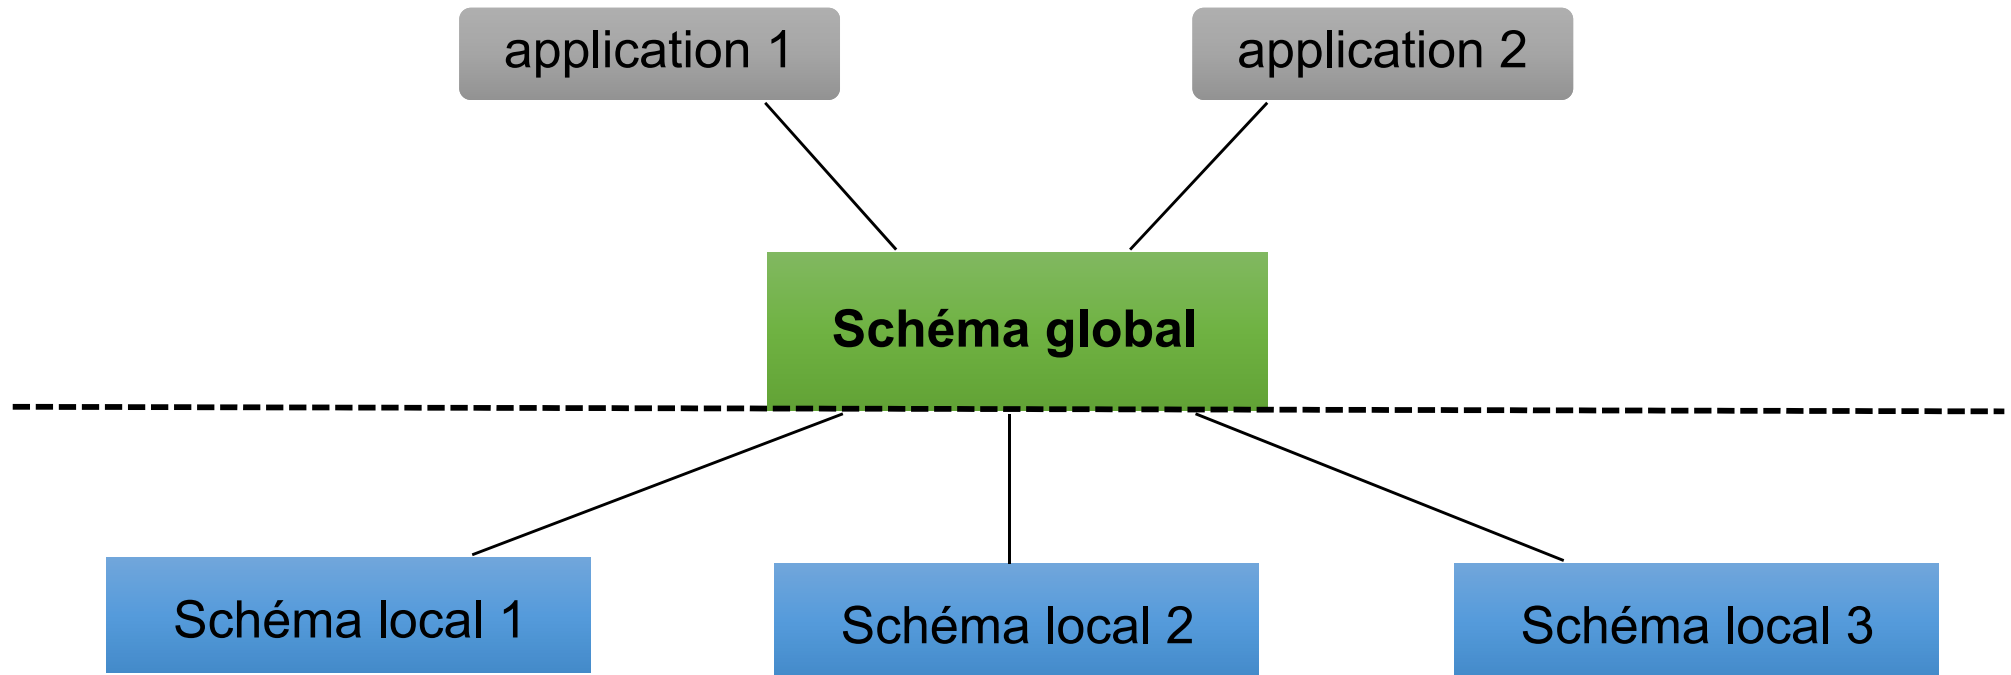 application 1
application 2
Schéma global
Schéma local 1
Schéma local 2
Schéma local 3